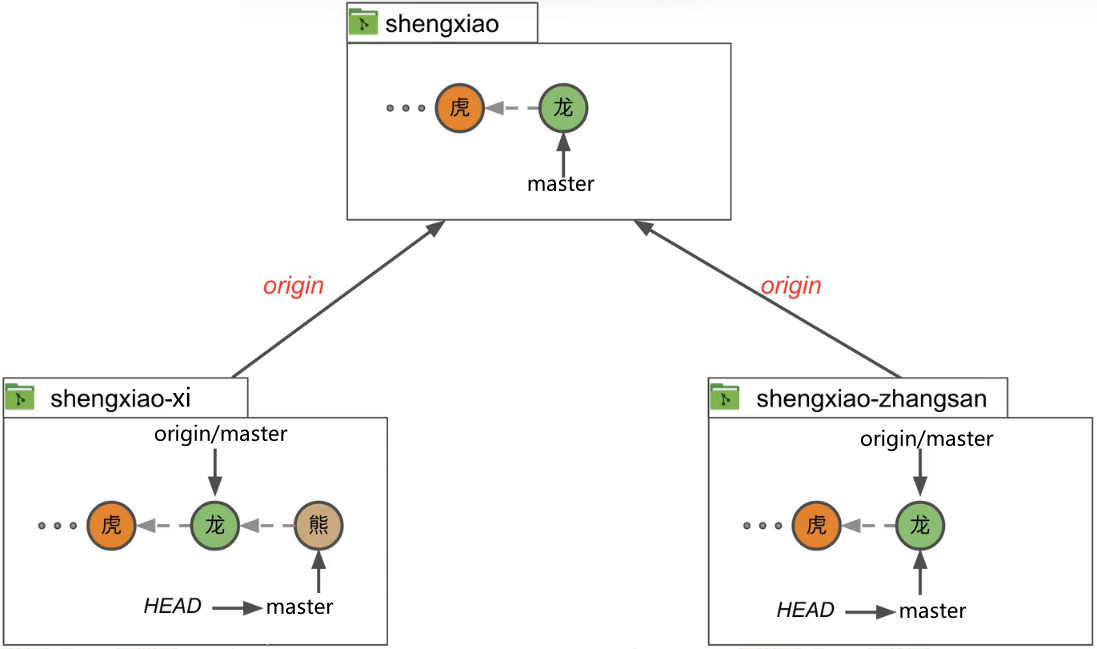 shengxiao
虎 龙
master
origin
origin
shengxiao-xi
origin/master
虎 龙 熊
HEAD master
shengxiao-zhangsan
origin/master
虎 龙
HEAD master